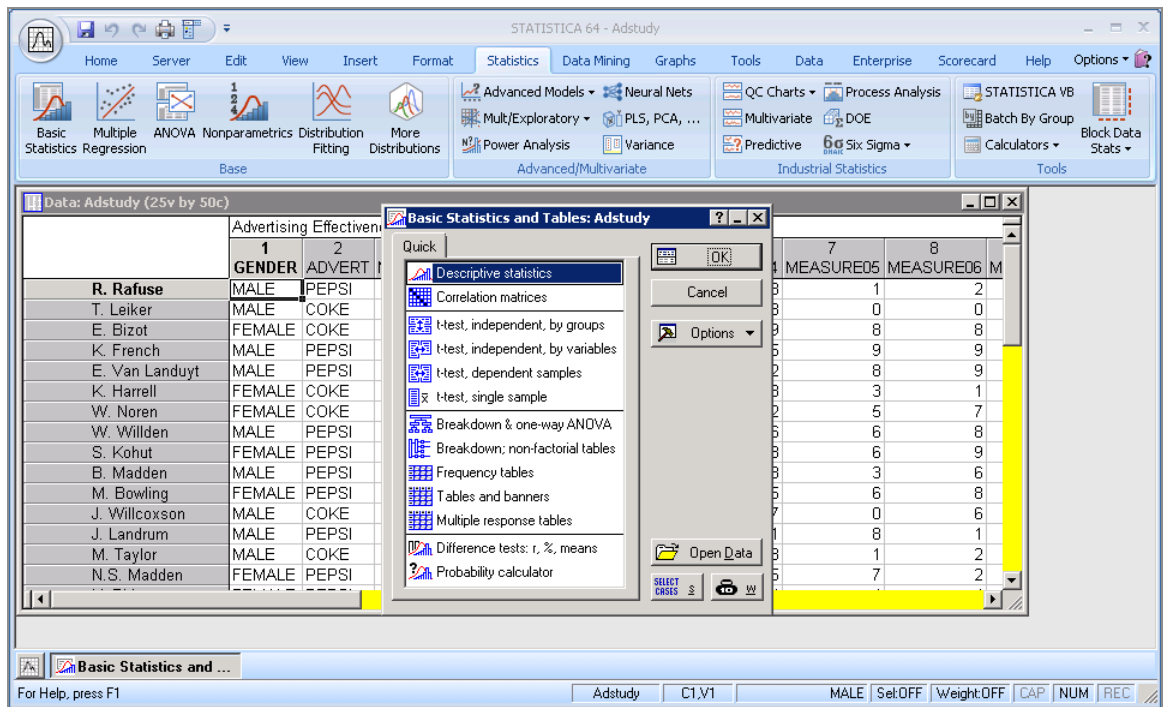 STATISTICA 64 - Adstudy
Home Server Edit View Insert Format Statistics Data Mining Graphs Tools Data Enterprise Scorecard Help Options
Basic Statistics
Multiple Regression
ANOVA
Nonparametrics
Distribution Fitting
More Distributions
Base
Advanced Models
Neural Nets
Mult/Exploratory
PLS, PCA, ...
Power Analysis
Variance
Advanced/Multivariate
QC Charts
Process Analysis
Multivariate
DOE
Predictive
Six Sigma
Industrial Statistics
STATISTICA VB
Batch By Group
Calculators
Block Data Stats
Tools
Data: Adstudy (25v by 50c)
Advertising Effectiven
1 2 7 8
GENDER ADVERT MEASURE05 MEASURE06 M
R. Rafuse MALE PEPSI 1 2
T. Leiker MALE COKE 0 0
E. Bizot FEMALE COKE 8 8
K. French MALE PEPSI 9 9
E. Van Landuyt MALE PEPSI 8 9
K. Harrell FEMALE COKE 3 1
W. Noren FEMALE COKE 5 7
W. Willden MALE PEPSI 6 8
S. Kohut FEMALE PEPSI 6 9
B. Madden MALE PEPSI 3 6
M. Bowling FEMALE PEPSI 6 8
J. Willcoxson MALE COKE 0 6
J. Landrum MALE PEPSI 8 1
M. Taylor MALE COKE 1 2
N.S. Madden FEMALE PEPSI 7 2
Basic Statistics and Tables: Adstudy
Quick
Descriptive statistics
Correlation matrices
t-test, independent, by groups
t-test, independent, by variables
t-test, dependent samples
t-test, single sample
Breakdown & one-way ANOVA
Breakdown; non-factorial tables
Frequency tables
Tables and banners
Multiple response tables
Difference tests: r, %, means
Probability calculator
OK
Cancel
Options
Open Data
SELECT CASES S
W
Basic Statistics and ...
For Help, press F1
Adstudy C1,V1 MALE Sel:OFF Weight:OFF CAP NUM REC